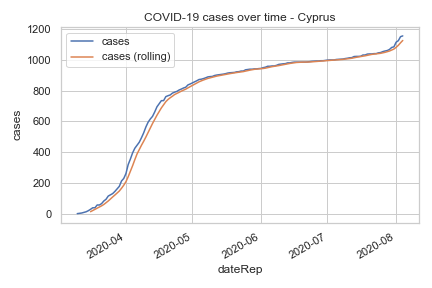 COVID-19 cases over time - Cyprus
cases
cases (rolling)
1200
1000
800
600
400
200
0
cases
2020-04
2020-05
2020-06
2020-07
2020-08
dateRep